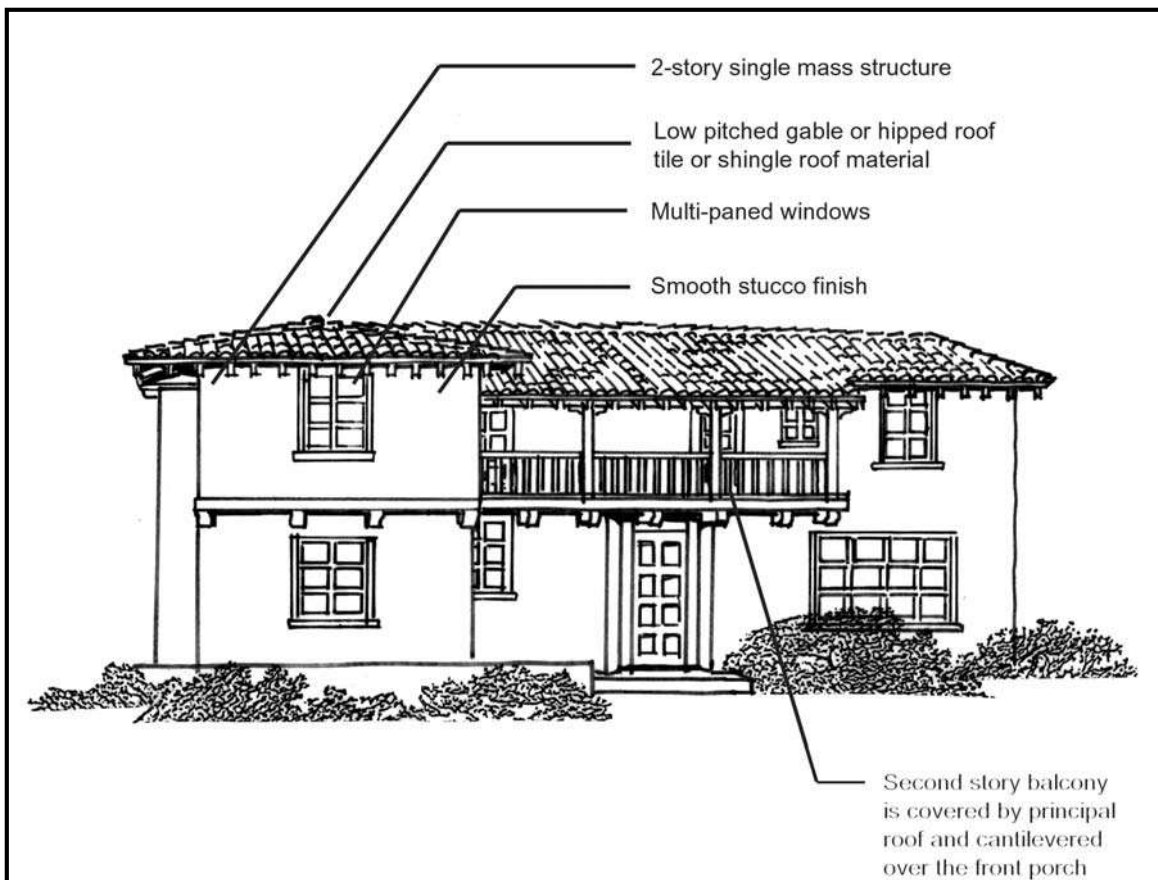 2-story single mass structure
Low pitched gable or hipped roof
tile or shingle roof material
Multi-paned windows
Smooth stucco finish
Second story balcony
is covered by principal
roof and cantilevered
over the front porch